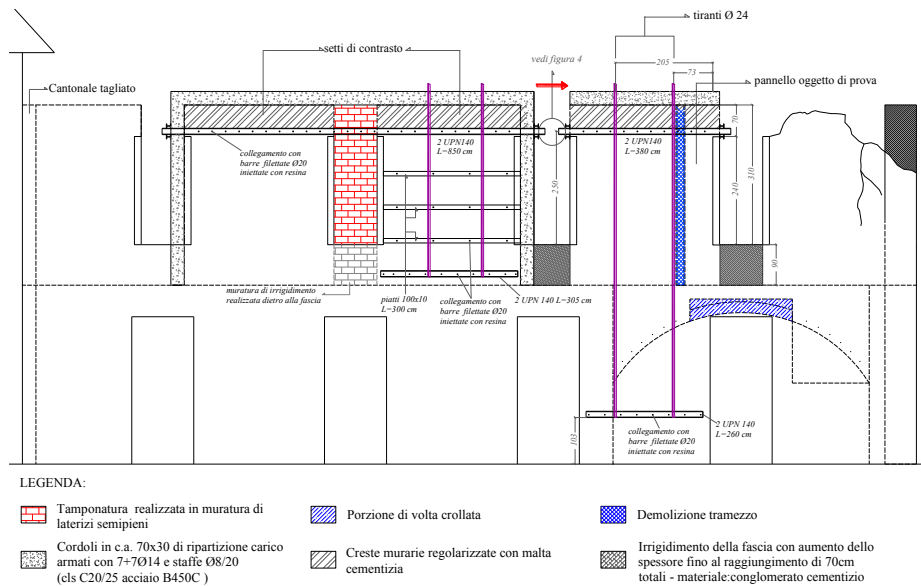 tiranti Ø 24
setti di contrasto
vedi figura 4
205
73
Cantonale tagliato
pannello oggetto di prova
collegamento con
barre filettate Ø20
iniettate con resina
2 UPN140
L=850 cm
2 UPN140
L=380 cm
70
310
250
240
90
muratura di irrigidimento
realizzata dietro alla fascia
piatti 100x10
L=300 cm
collegamento con
barre filettate Ø20
iniettate con resina
2 UPN 140 L=305 cm
103
2 UPN 140
L=260 cm
collegamento con
barre filettate Ø20
iniettate con resina
LEGENDA:
Tamponatura realizzata in muratura di
laterizi semipieni
Porzione di volta crollata
Demolizione tramezzo
Cordoli in c.a. 70x30 di ripartizione carico
armati con 7+7Ø14 e staffe Ø8/20
(cls C20/25 acciaio B450C )
Creste murarie regolarizzate con malta
cementizia
Irrigidimento della fascia con aumento dello
spessore fino al raggiungimento di 70cm
totali - materiale:conglomerato cementizio